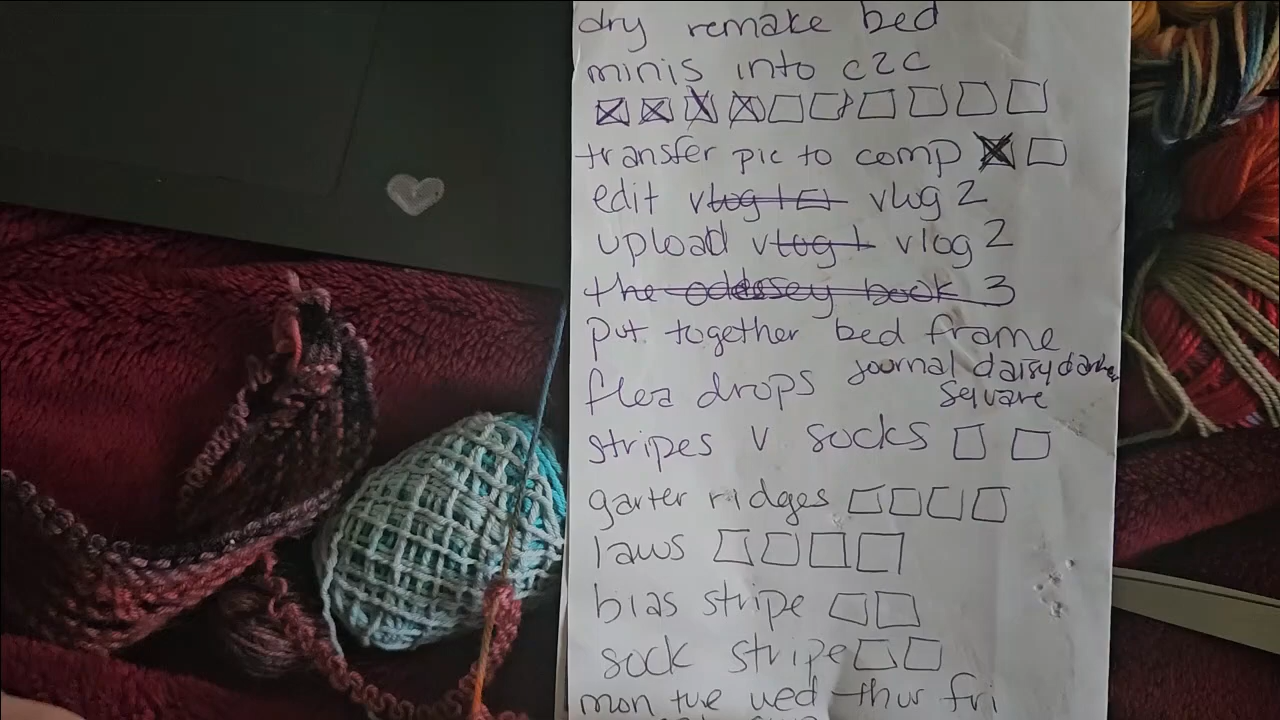 dry remake bed
minis into c2c
transfer pic to comp
edit vlog 1 vlog 2
upload vlog 1 vlog 2
the oddessey book 3
put together bed frame
flea drops journal daisy
square
stripes v socks
garter ridges
laws
bias stripe
sock stripe
mon tue wed thur fri